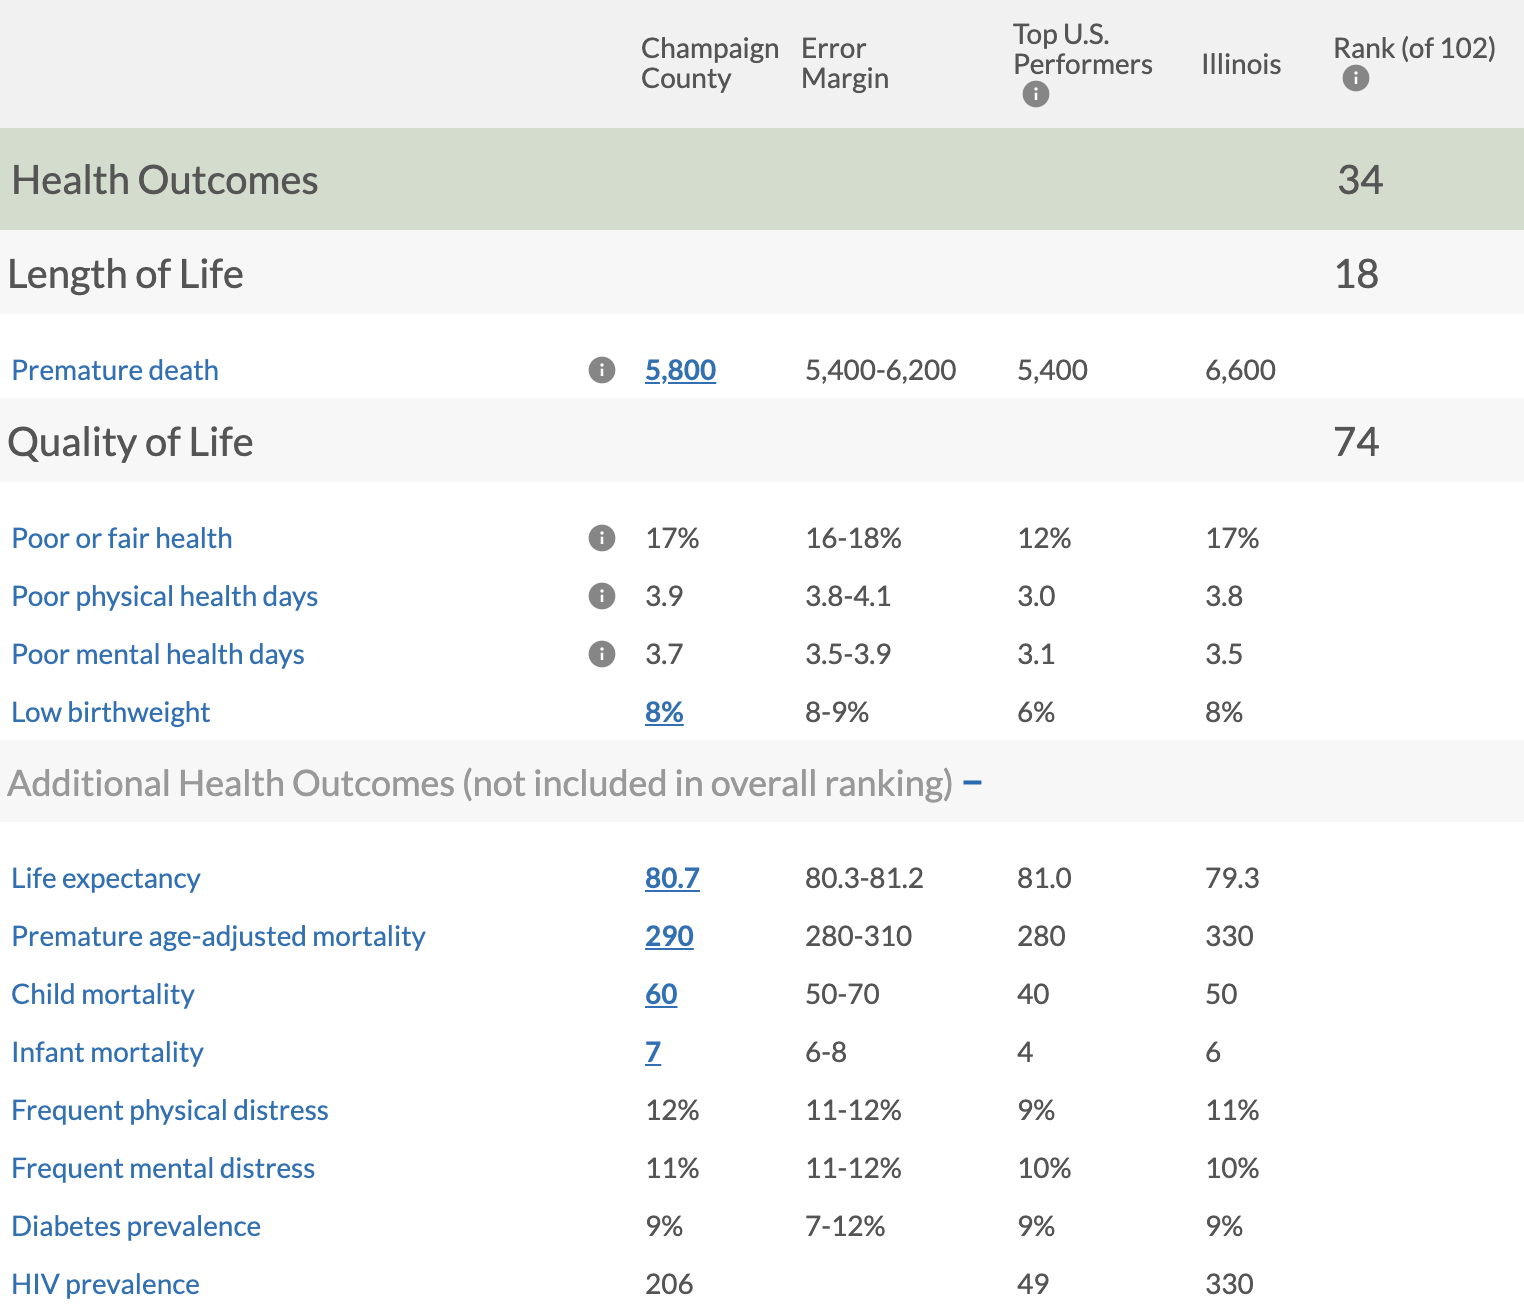 Champaign County Error Margin Top U.S. Performers Illinois Rank (of 102)
Health Outcomes 34
Length of Life 18
Premature death 5,800 5,400-6,200 5,400 6,600
Quality of Life 74
Poor or fair health 17% 16-18% 12% 17%
Poor physical health days 3.9 3.8-4.1 3.0 3.8
Poor mental health days 3.7 3.5-3.9 3.1 3.5
Low birthweight 8% 8-9% 6% 8%
Additional Health Outcomes (not included in overall ranking) –
Life expectancy 80.7 80.3-81.2 81.0 79.3
Premature age-adjusted mortality 290 280-310 280 330
Child mortality 60 50-70 40 50
Infant mortality 7 6-8 4 6
Frequent physical distress 12% 11-12% 9% 11%
Frequent mental distress 11% 11-12% 10% 10%
Diabetes prevalence 9% 7-12% 9% 9%
HIV prevalence 206 49 330